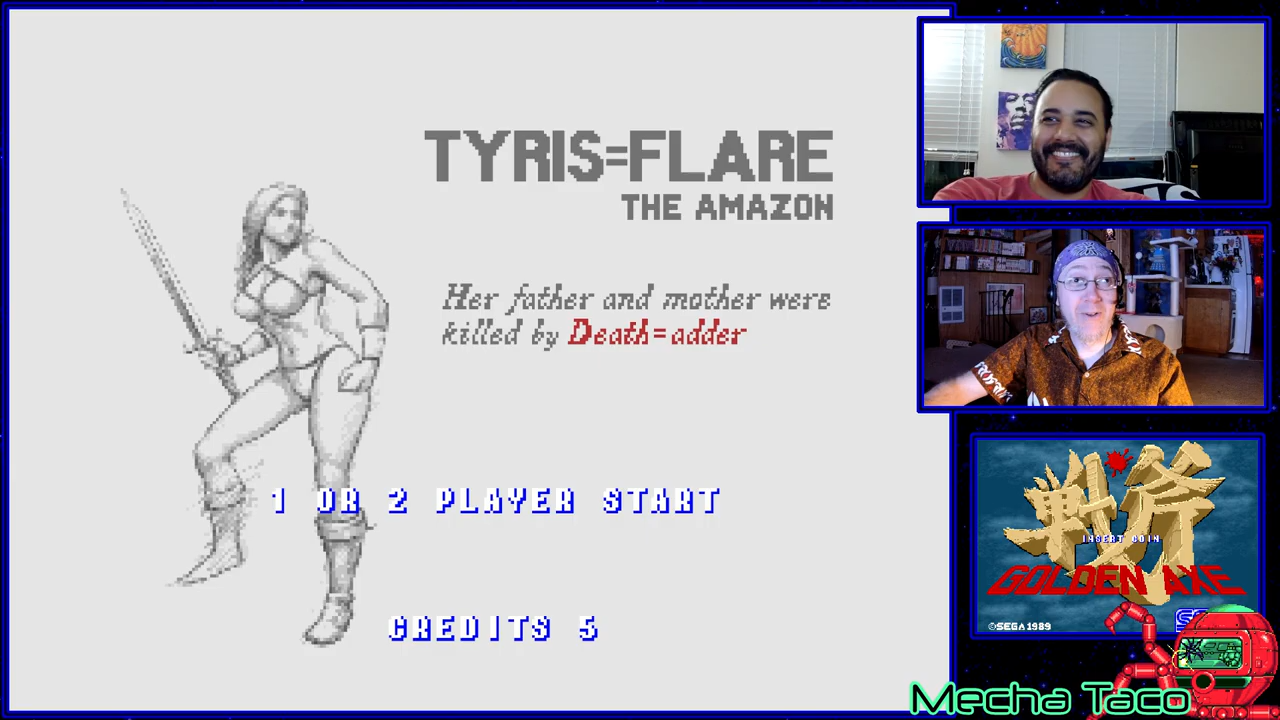 TYRIS=FLARE
THE AMAZON
Her father and mother were
killed by Death=adder
1 OR 2 PLAYER START
CREDITS 5
戦斧
INSERT COIN
GOLDEN AXE
©SEGA 1989
Mecha Taco